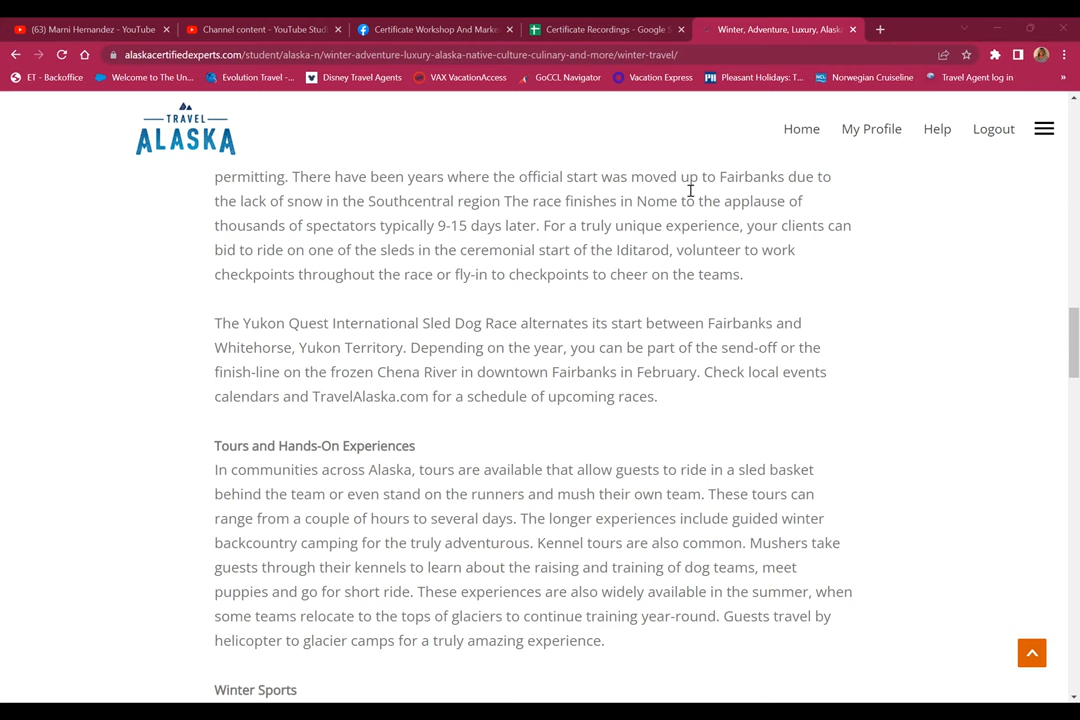 (63) Marni Hernandez - YouTube
Channel content - YouTube Stud
Certificate Workshop And Marke
Certificate Recordings - Google S
Winter, Adventure, Luxury, Alask
alaskacertifiedexperts.com/student/alaska-n/winter-adventure-luxury-alaska-native-culture-culinary-and-more/winter-travel/
ET - Backoffice
Welcome to The Un...
Evolution Travel -...
Disney Travel Agents
VAX VacationAccess
GoCCL Navigator
Vacation Express
Pleasant Holidays: T...
Norwegian Cruiseline
Travel Agent log in
TRAVEL
ALASKA
Home
My Profile
Help
Logout
permitting. There have been years where the official start was moved up to Fairbanks due to
the lack of snow in the Southcentral region The race finishes in Nome to the applause of
thousands of spectators typically 9-15 days later. For a truly unique experience, your clients can
bid to ride on one of the sleds in the ceremonial start of the Iditarod, volunteer to work
checkpoints throughout the race or fly-in to checkpoints to cheer on the teams.
The Yukon Quest International Sled Dog Race alternates its start between Fairbanks and
Whitehorse, Yukon Territory. Depending on the year, you can be part of the send-off or the
finish-line on the frozen Chena River in downtown Fairbanks in February. Check local events
calendars and TravelAlaska.com for a schedule of upcoming races.
Tours and Hands-On Experiences
In communities across Alaska, tours are available that allow guests to ride in a sled basket
behind the team or even stand on the runners and mush their own team. These tours can
range from a couple of hours to several days. The longer experiences include guided winter
backcountry camping for the truly adventurous. Kennel tours are also common. Mushers take
guests through their kennels to learn about the raising and training of dog teams, meet
puppies and go for short ride. These experiences are also widely available in the summer, when
some teams relocate to the tops of glaciers to continue training year-round. Guests travel by
helicopter to glacier camps for a truly amazing experience.
Winter Sports